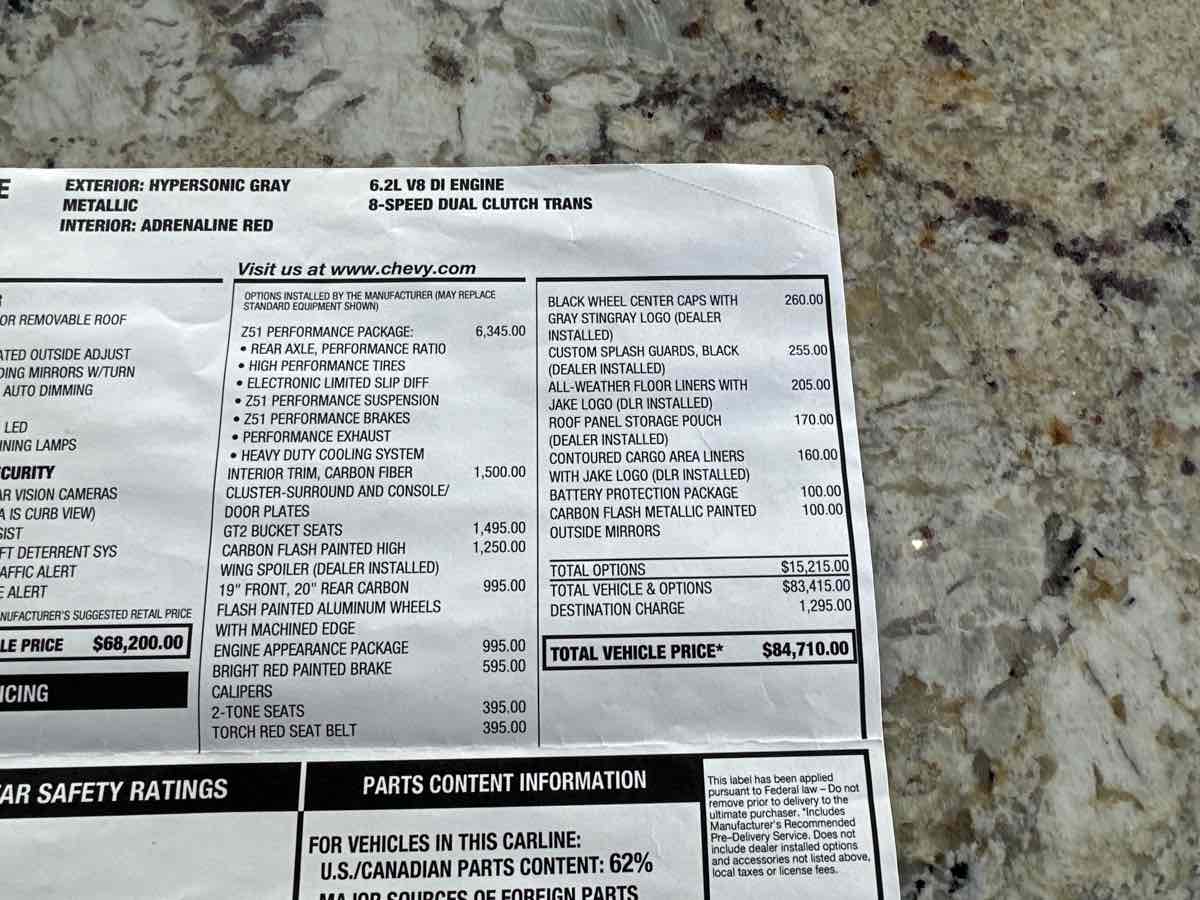 EXTERIOR: HYPERSONIC GRAY
METALLIC
INTERIOR: ADRENALINE RED
6.2L V8 DI ENGINE
8-SPEED DUAL CLUTCH TRANS
OR REMOVABLE ROOF
ATED OUTSIDE ADJUST
DING MIRRORS W/TURN
AUTO DIMMING
LED
NING LAMPS
CURITY
AR VISION CAMERAS
A IS CURB VIEW)
SIST
FT DETERRENT SYS
AFFIC ALERT
E ALERT
NUFACTURER'S SUGGESTED RETAIL PRICE
LE PRICE $68,200.00
ICING
Visit us at www.chevy.com
OPTIONS INSTALLED BY THE MANUFACTURER (MAY REPLACE
STANDARD EQUIPMENT SHOWN)
Z51 PERFORMANCE PACKAGE: 6,345.00
• REAR AXLE, PERFORMANCE RATIO
• HIGH PERFORMANCE TIRES
• ELECTRONIC LIMITED SLIP DIFF
• Z51 PERFORMANCE SUSPENSION
• Z51 PERFORMANCE BRAKES
• PERFORMANCE EXHAUST
• HEAVY DUTY COOLING SYSTEM
INTERIOR TRIM, CARBON FIBER 1,500.00
CLUSTER-SURROUND AND CONSOLE/
DOOR PLATES
GT2 BUCKET SEATS 1,495.00
CARBON FLASH PAINTED HIGH 1,250.00
WING SPOILER (DEALER INSTALLED)
19" FRONT, 20" REAR CARBON 995.00
FLASH PAINTED ALUMINUM WHEELS
WITH MACHINED EDGE
ENGINE APPEARANCE PACKAGE 995.00
BRIGHT RED PAINTED BRAKE 595.00
CALIPERS
2-TONE SEATS 395.00
TORCH RED SEAT BELT 395.00
BLACK WHEEL CENTER CAPS WITH 260.00
GRAY STINGRAY LOGO (DEALER
INSTALLED)
CUSTOM SPLASH GUARDS, BLACK 255.00
(DEALER INSTALLED)
ALL-WEATHER FLOOR LINERS WITH 205.00
JAKE LOGO (DLR INSTALLED)
ROOF PANEL STORAGE POUCH 170.00
(DEALER INSTALLED)
CONTOURED CARGO AREA LINERS 160.00
WITH JAKE LOGO (DLR INSTALLED)
BATTERY PROTECTION PACKAGE 100.00
CARBON FLASH METALLIC PAINTED 100.00
OUTSIDE MIRRORS
TOTAL OPTIONS $15,215.00
TOTAL VEHICLE & OPTIONS $83,415.00
DESTINATION CHARGE 1,295.00
TOTAL VEHICLE PRICE* $84,710.00
AR SAFETY RATINGS
PARTS CONTENT INFORMATION
FOR VEHICLES IN THIS CARLINE:
U.S./CANADIAN PARTS CONTENT: 62%
MAJOR SOURCES OF FOREIGN PARTS
This label has been applied
pursuant to Federal law – Do not
remove prior to delivery to the
ultimate purchaser. *Includes
Manufacturer's Recommended
Pre-Delivery Service. Does not
include dealer installed options
and accessories not listed above,
local taxes or license fees.